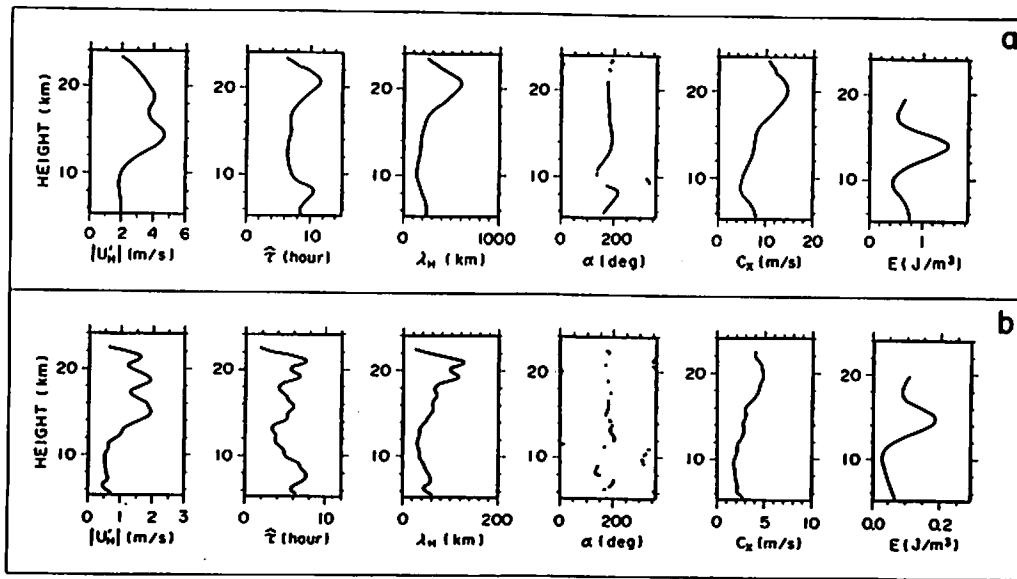 a
HEIGHT (km)
20
10
0 2 4 6
|U'H| (m/s)
20
10
0 10
τ̂ (hour)
20
10
0 1000
λH (km)
20
10
0 200
α (deg)
20
10
0 10 20
Cx (m/s)
20
10
0 1
E (J/m³)
b
HEIGHT (km)
20
10
0 1 2 3
|U'H| (m/s)
20
10
0 10
τ̂ (hour)
20
10
0 200
λH (km)
20
10
0 200
α (deg)
20
10
0 5 10
Cx (m/s)
20
10
0.0 0.2
E (J/m³)